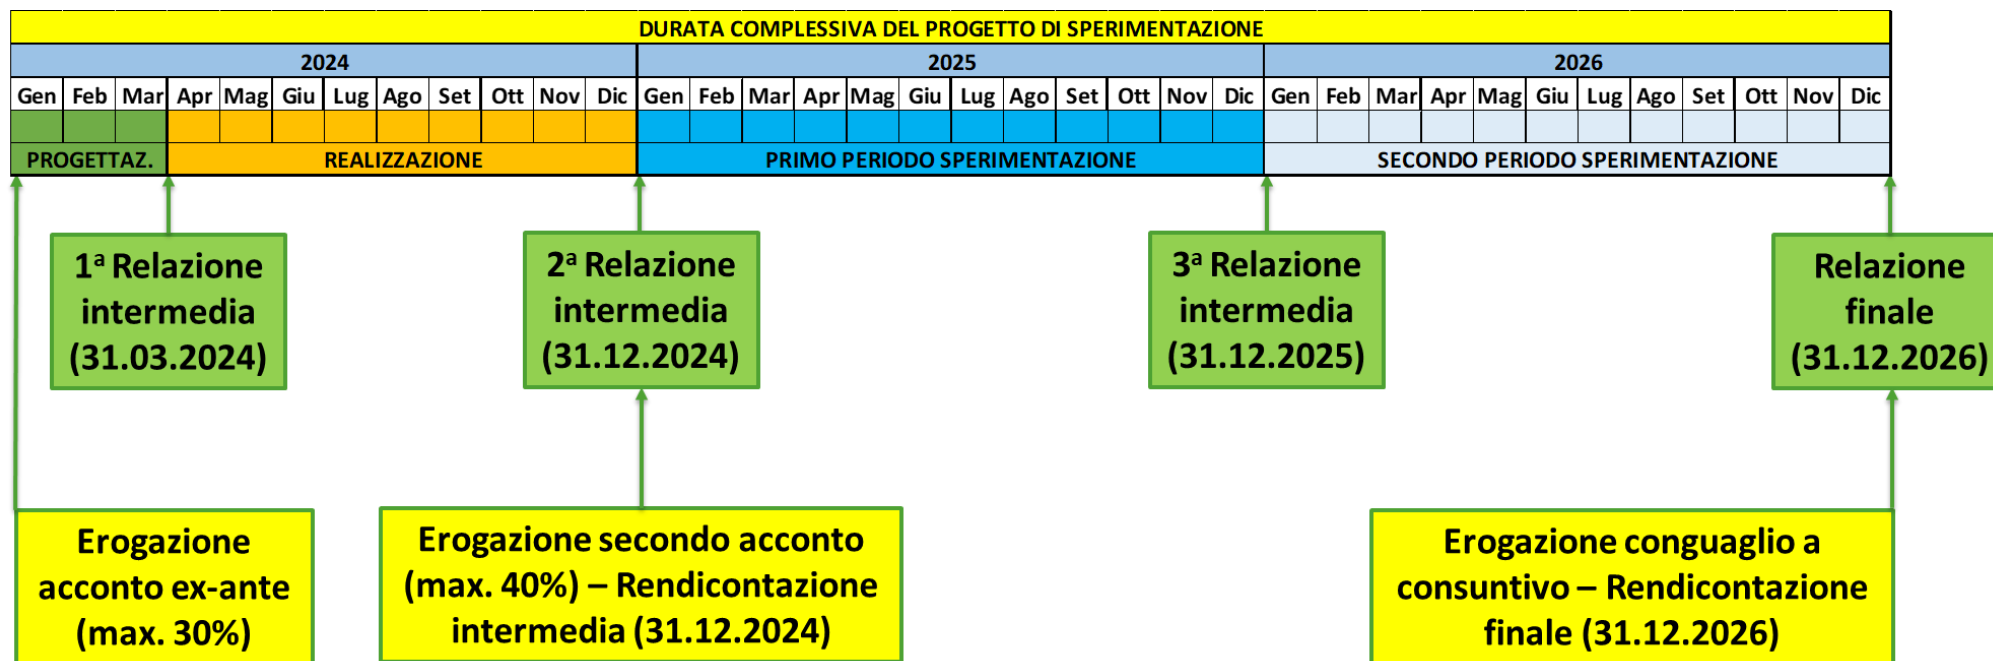 DURATA COMPLESSIVA DEL PROGETTO DI SPERIMENTAZIONE
2024 2025 2026
Gen Feb Mar Apr Mag Giu Lug Ago Set Ott Nov Dic Gen Feb Mar Apr Mag Giu Lug Ago Set Ott Nov Dic Gen Feb Mar Apr Mag Giu Lug Ago Set Ott Nov Dic
PROGETTAZ. REALIZZAZIONE PRIMO PERIODO SPERIMENTAZIONE SECONDO PERIODO SPERIMENTAZIONE
1ª Relazione
intermedia
(31.03.2024)
2ª Relazione
intermedia
(31.12.2024)
3ª Relazione
intermedia
(31.12.2025)
Relazione
finale
(31.12.2026)
Erogazione
acconto ex-ante
(max. 30%)
Erogazione secondo acconto
(max. 40%) – Rendicontazione
intermedia (31.12.2024)
Erogazione conguaglio a
consuntivo – Rendicontazione
finale (31.12.2026)